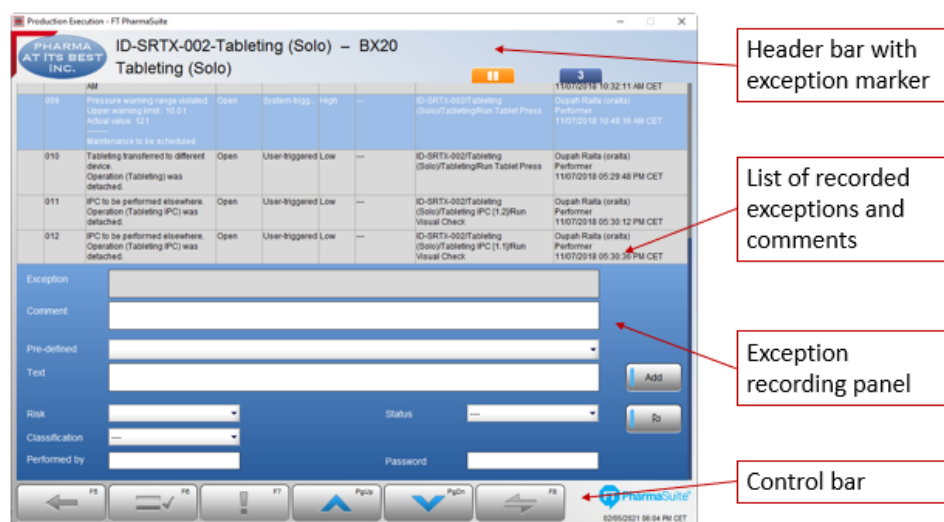 Production Execution - FT PharmaSuite
PHARMA
AT ITS BEST
INC.
ID-SRTX-002-Tableting (Solo) – BX20
Tableting (Solo)
3
Header bar with
exception marker
AM
11/07/2018 10:32:11 AM CET
009 Pressure warning range violated. Open System-trigg... High --- ID-SRTX-002/Tableting Oupah Raita (oraita)
Upper warning limit: 10.01 (Solo)/Tableting/Run Tablet Press Performer
Actual value: 12.1 11/07/2018 10:49:16 AM CET
--------
Maintenance to be scheduled
010 Tableting transferred to different Open User-triggered Low --- ID-SRTX-002/Tableting Oupah Raita (oraita)
device. (Solo)/Tableting/Run Tablet Press Performer
Operation (Tableting) was 11/07/2018 05:29:48 PM CET
detached.
011 IPC to be performed elsewhere. Open User-triggered Low --- ID-SRTX-002/Tableting Oupah Raita (oraita)
Operation (Tableting IPC) was (Solo)/Tableting IPC [1.2]/Run Performer
detached. Visual Check 11/07/2018 05:30:12 PM CET
012 IPC to be performed elsewhere. Open User-triggered Low --- ID-SRTX-002/Tableting Oupah Raita (oraita)
Operation (Tableting IPC) was (Solo)/Tableting IPC [1.1]/Run Performer
detached. Visual Check 11/07/2018 05:30:36 PM CET
List of recorded
exceptions and
comments
Exception
Comment
Pre-defined
Text
Add
Risk
Status ---
Classification ---
Performed by
Password
Exception
recording panel
F5
F6
F7
PgUp
PgDn
F8
PharmaSuite®
02/05/2021 06:04 PM CET
Control bar